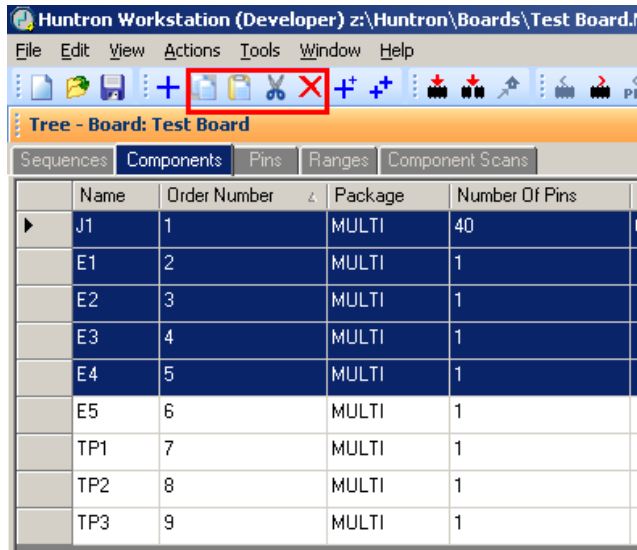 Huntron Workstation (Developer) z:\Huntron\Boards\Test Board.
File Edit View Actions Tools Window Help
Tree - Board: Test Board
Sequences Components Pins Ranges Component Scans
Name Order Number Package Number Of Pins
J1 1 MULTI 40
E1 2 MULTI 1
E2 3 MULTI 1
E3 4 MULTI 1
E4 5 MULTI 1
E5 6 MULTI 1
TP1 7 MULTI 1
TP2 8 MULTI 1
TP3 9 MULTI 1